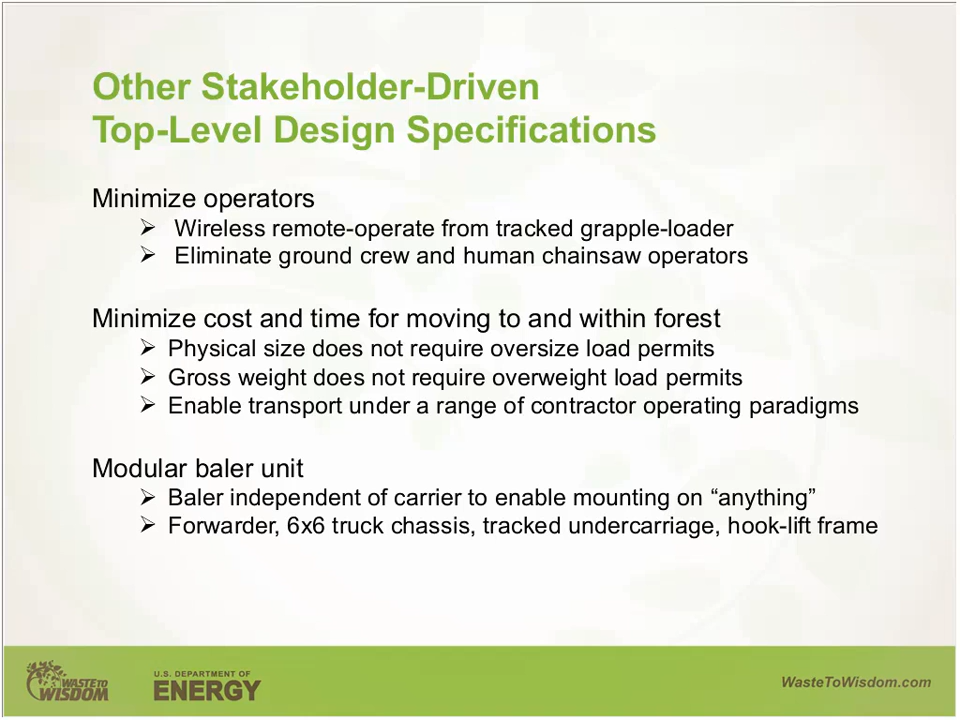 Other Stakeholder-Driven
Top-Level Design Specifications
Minimize operators
➢ Wireless remote-operate from tracked grapple-loader
➢ Eliminate ground crew and human chainsaw operators
Minimize cost and time for moving to and within forest
➢ Physical size does not require oversize load permits
➢ Gross weight does not require overweight load permits
➢ Enable transport under a range of contractor operating paradigms
Modular baler unit
➢ Baler independent of carrier to enable mounting on “anything”
➢ Forwarder, 6x6 truck chassis, tracked undercarriage, hook-lift frame
WASTE TO
WISDOM
U.S. DEPARTMENT OF
ENERGY
WasteToWisdom.com